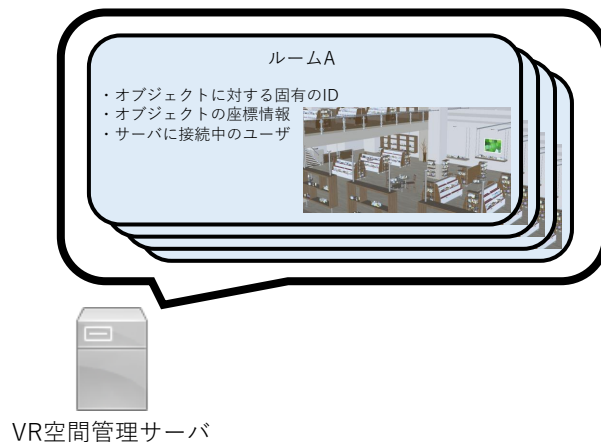 ルームA
・オブジェクトに対する固有のID
・オブジェクトの座標情報
・サーバに接続中のユーザ
VR空間管理サーバ